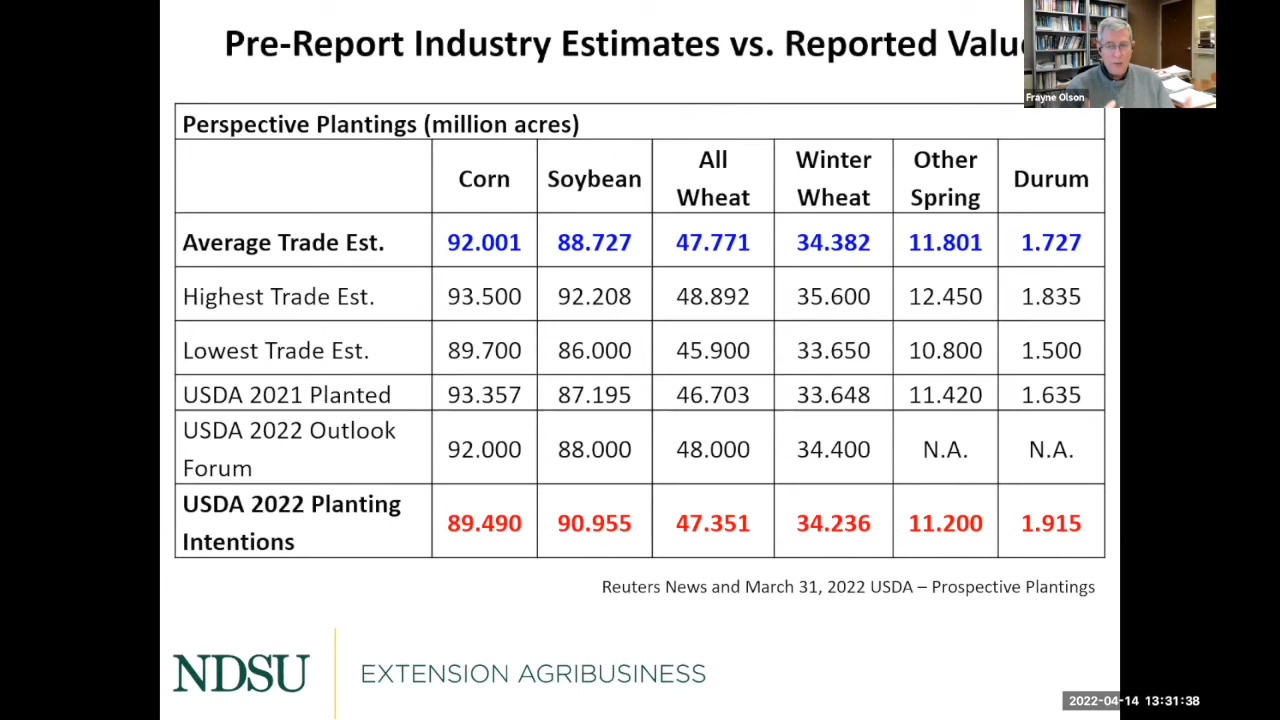 Pre-Report Industry Estimates vs. Reported
Frayne Olson
Perspective Plantings (million acres)
Corn Soybean All Wheat Winter Wheat Other Spring Durum
Average Trade Est. 92.001 88.727 47.771 34.382 11.801 1.727
Highest Trade Est. 93.500 92.208 48.892 35.600 12.450 1.835
Lowest Trade Est. 89.700 86.000 45.900 33.650 10.800 1.500
USDA 2021 Planted 93.357 87.195 46.703 33.648 11.420 1.635
USDA 2022 Outlook Forum 92.000 88.000 48.000 34.400 N.A. N.A.
USDA 2022 Planting Intentions 89.490 90.955 47.351 34.236 11.200 1.915
Reuters News and March 31, 2022 USDA – Prospective Plantings
NDSU EXTENSION AGRIBUSINESS
2022-04-14 13:31:38